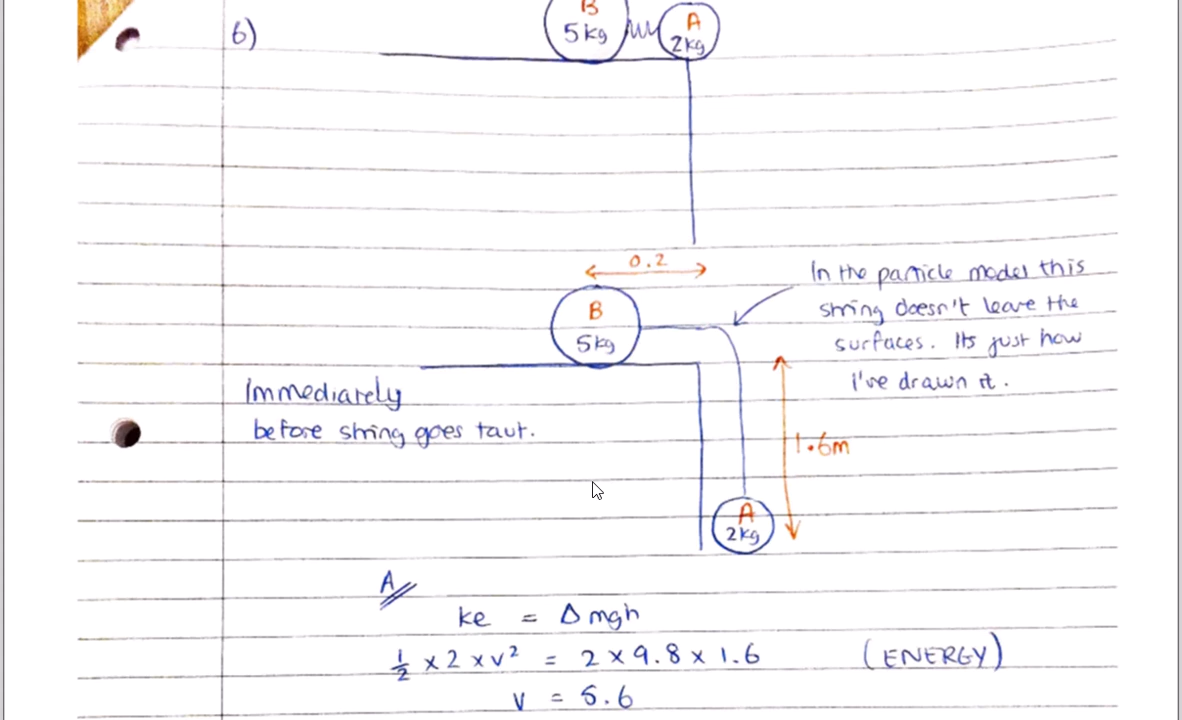 6)
B
5kg
A
2kg
0.2
B
5kg
In the particle model this
string doesn't leave the
surfaces. Its just how
I've drawn it.
Immediately
before string goes taut.
1.6m
A
2kg
A
ke = Δmgh
½ × 2 × v² = 2 × 9.8 × 1.6 (ENERGY)
v = 5.6